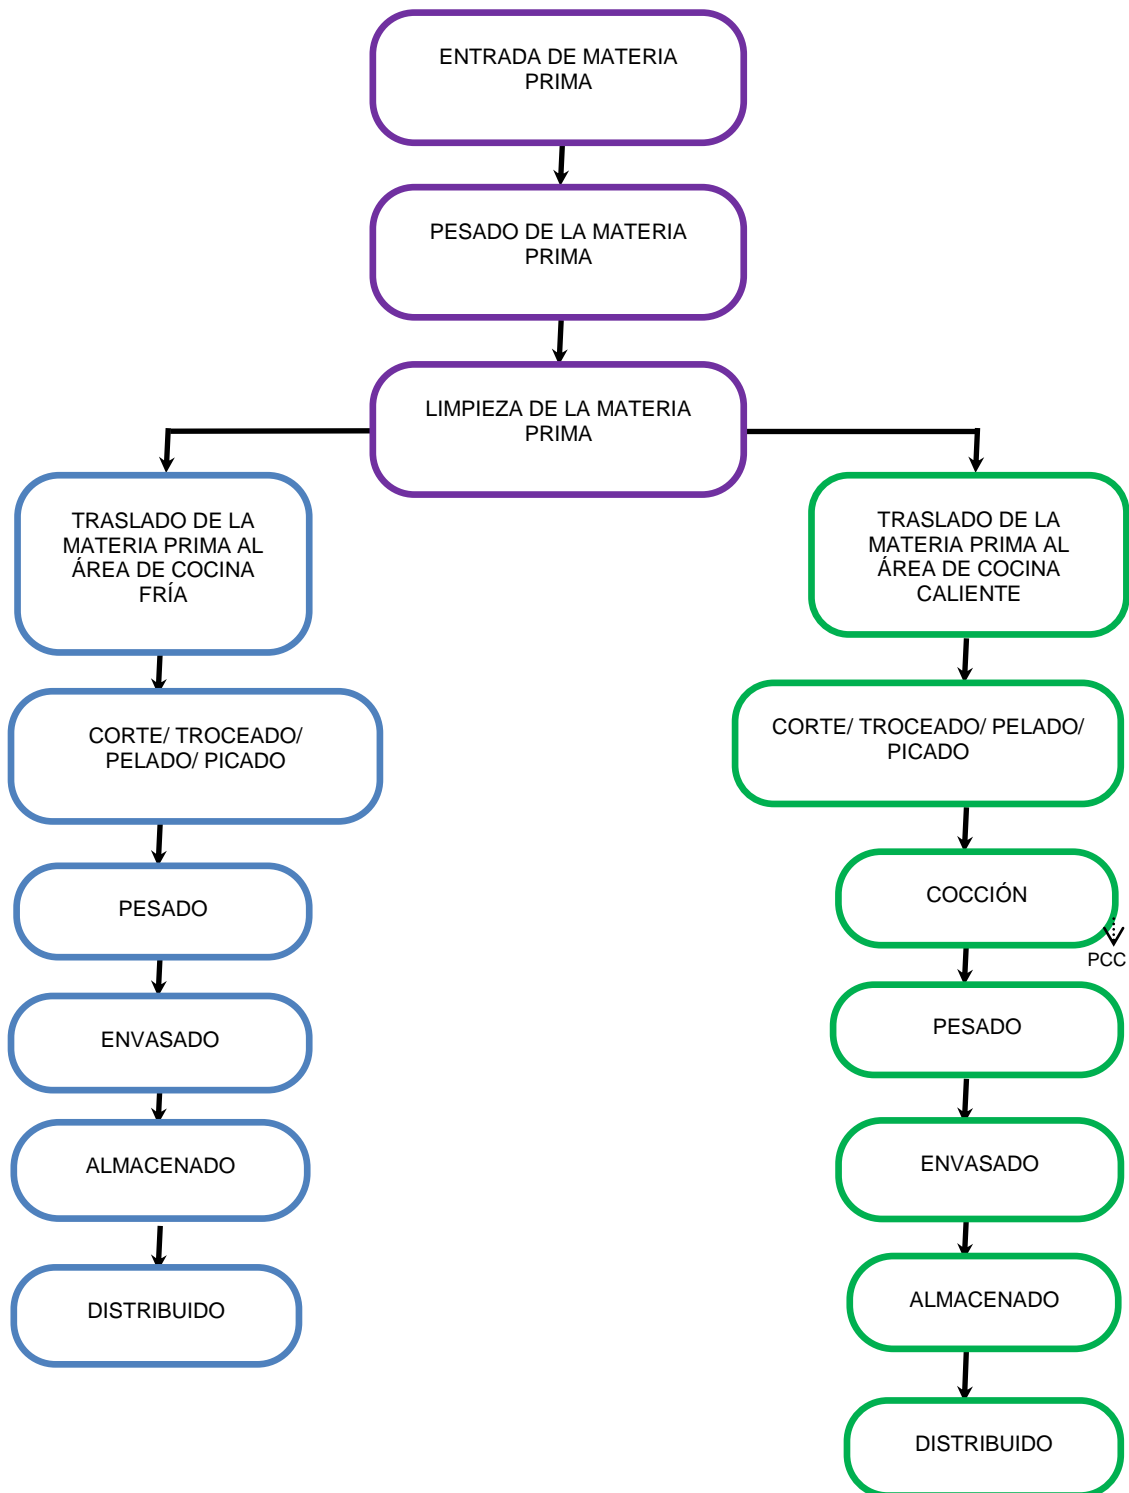 ENTRADA DE MATERIA
PRIMA
PESADO DE LA MATERIA
PRIMA
LIMPIEZA DE LA MATERIA
PRIMA
TRASLADO DE LA
MATERIA PRIMA AL
ÁREA DE COCINA
FRÍA
CORTE/ TROCEADO/
PELADO/ PICADO
PESADO
ENVASADO
ALMACENADO
DISTRIBUIDO
TRASLADO DE LA
MATERIA PRIMA AL
ÁREA DE COCINA
CALIENTE
CORTE/ TROCEADO/ PELADO/
PICADO
COCCIÓN
PCC
PESADO
ENVASADO
ALMACENADO
DISTRIBUIDO